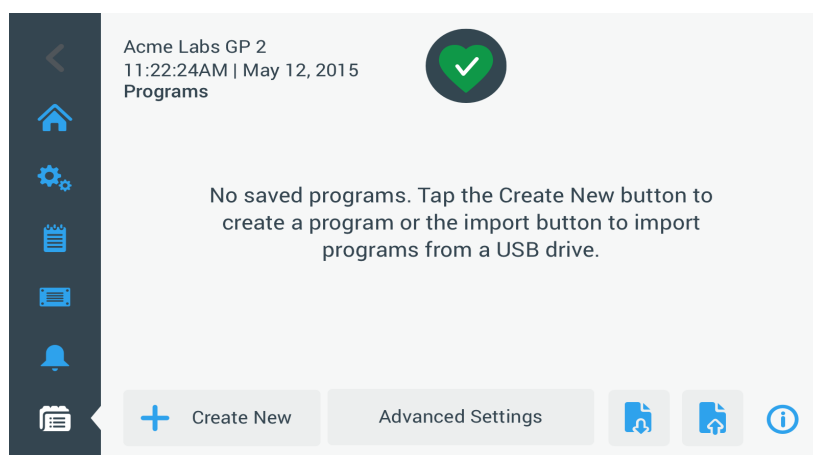 Acme Labs GP 2
11:22:24AM | May 12, 2015
Programs
No saved programs. Tap the Create New button to
create a program or the import button to import
programs from a USB drive.
Create New
Advanced Settings